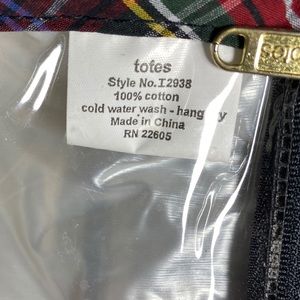 totes
Style No.I2938
100% cotton
cold water wash - hang
Made in China
RN 22605